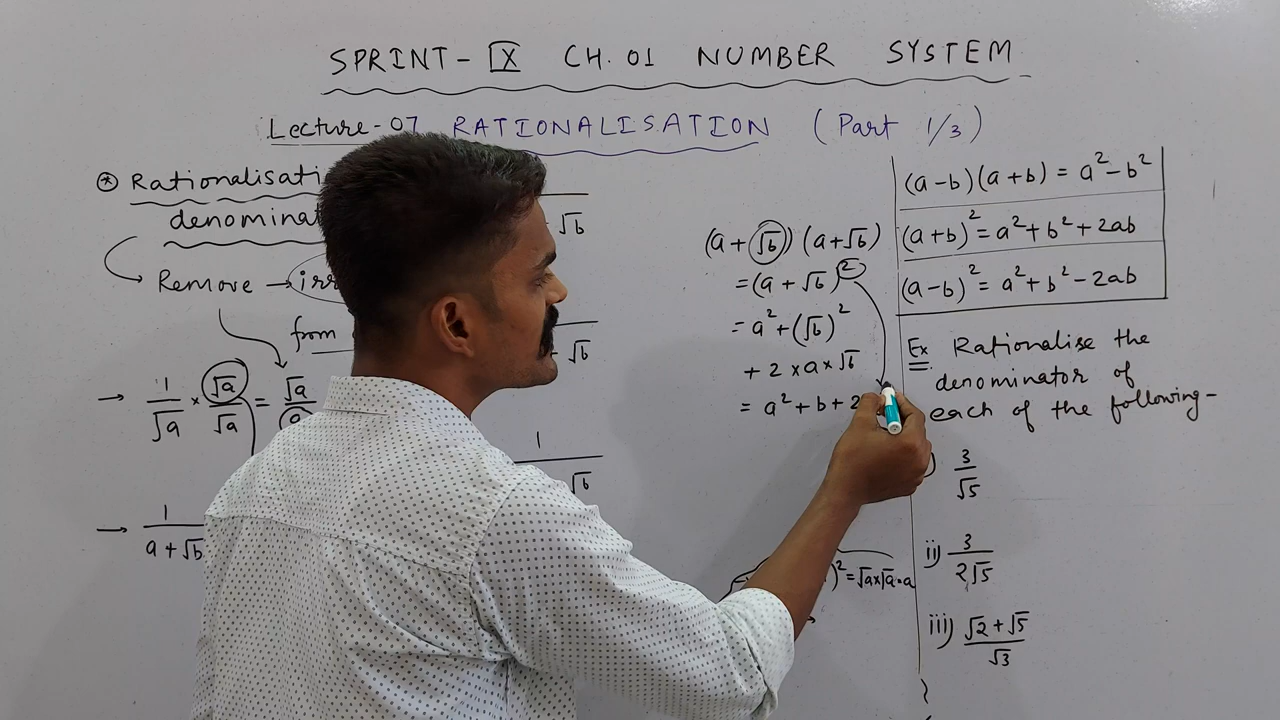 SPRINT - IX CH. 01 NUMBER SYSTEM
Lecture-07 RATIONALISATION (Part 1/3)
⊛ Rationalisati
denominat
Remove → irr
from
→ 1/√a × √a/√a = √a/a
→ 1/(a+√b
√b
√b
1
√b
(a+√b) (a+√b)
= (a+√b)²
= a² + (√b)²
+ 2×a×√b
= a² + b + 2
)² = √a×√a = a
(a-b)(a+b) = a²-b²
(a+b)² = a²+b²+2ab
(a-b)² = a²+b²-2ab
Ex Rationalise the
denominator of
each of the following-
) 3/√5
ii) 3/2√5
iii) (√2+√5)/√3